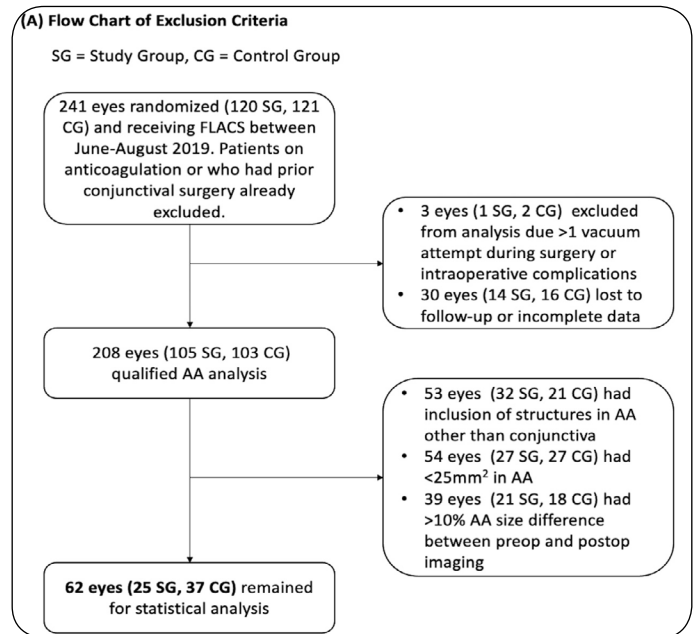 (A) Flow Chart of Exclusion Criteria
SG = Study Group, CG = Control Group
241 eyes randomized (120 SG, 121
CG) and receiving FLACS between
June-August 2019. Patients on
anticoagulation or who had prior
conjunctival surgery already
excluded.
• 3 eyes (1 SG, 2 CG) excluded
from analysis due >1 vacuum
attempt during surgery or
intraoperative complications
• 30 eyes (14 SG, 16 CG) lost to
follow-up or incomplete data
208 eyes (105 SG, 103 CG)
qualified AA analysis
• 53 eyes (32 SG, 21 CG) had
inclusion of structures in AA
other than conjunctiva
• 54 eyes (27 SG, 27 CG) had
<25mm² in AA
• 39 eyes (21 SG, 18 CG) had
>10% AA size difference
between preop and postop
imaging
62 eyes (25 SG, 37 CG) remained
for statistical analysis